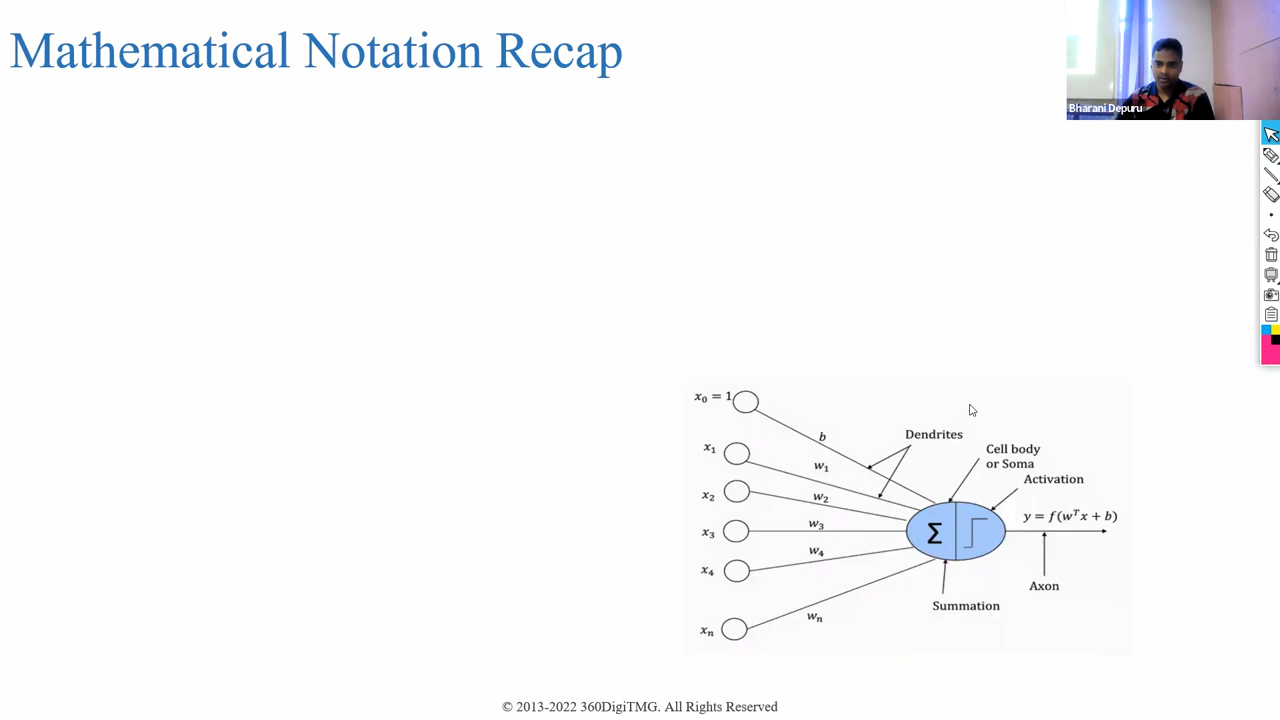 Mathematical Notation Recap
Bharani Depuru
x₀ = 1
b
Dendrites
x₁
w₁
Cell body
or Soma
Activation
x₂
w₂
y = f(wᵀx + b)
x₃
w₃
Σ
x₄
w₄
Axon
Summation
xₙ
wₙ
© 2013-2022 360DigiTMG. All Rights Reserved